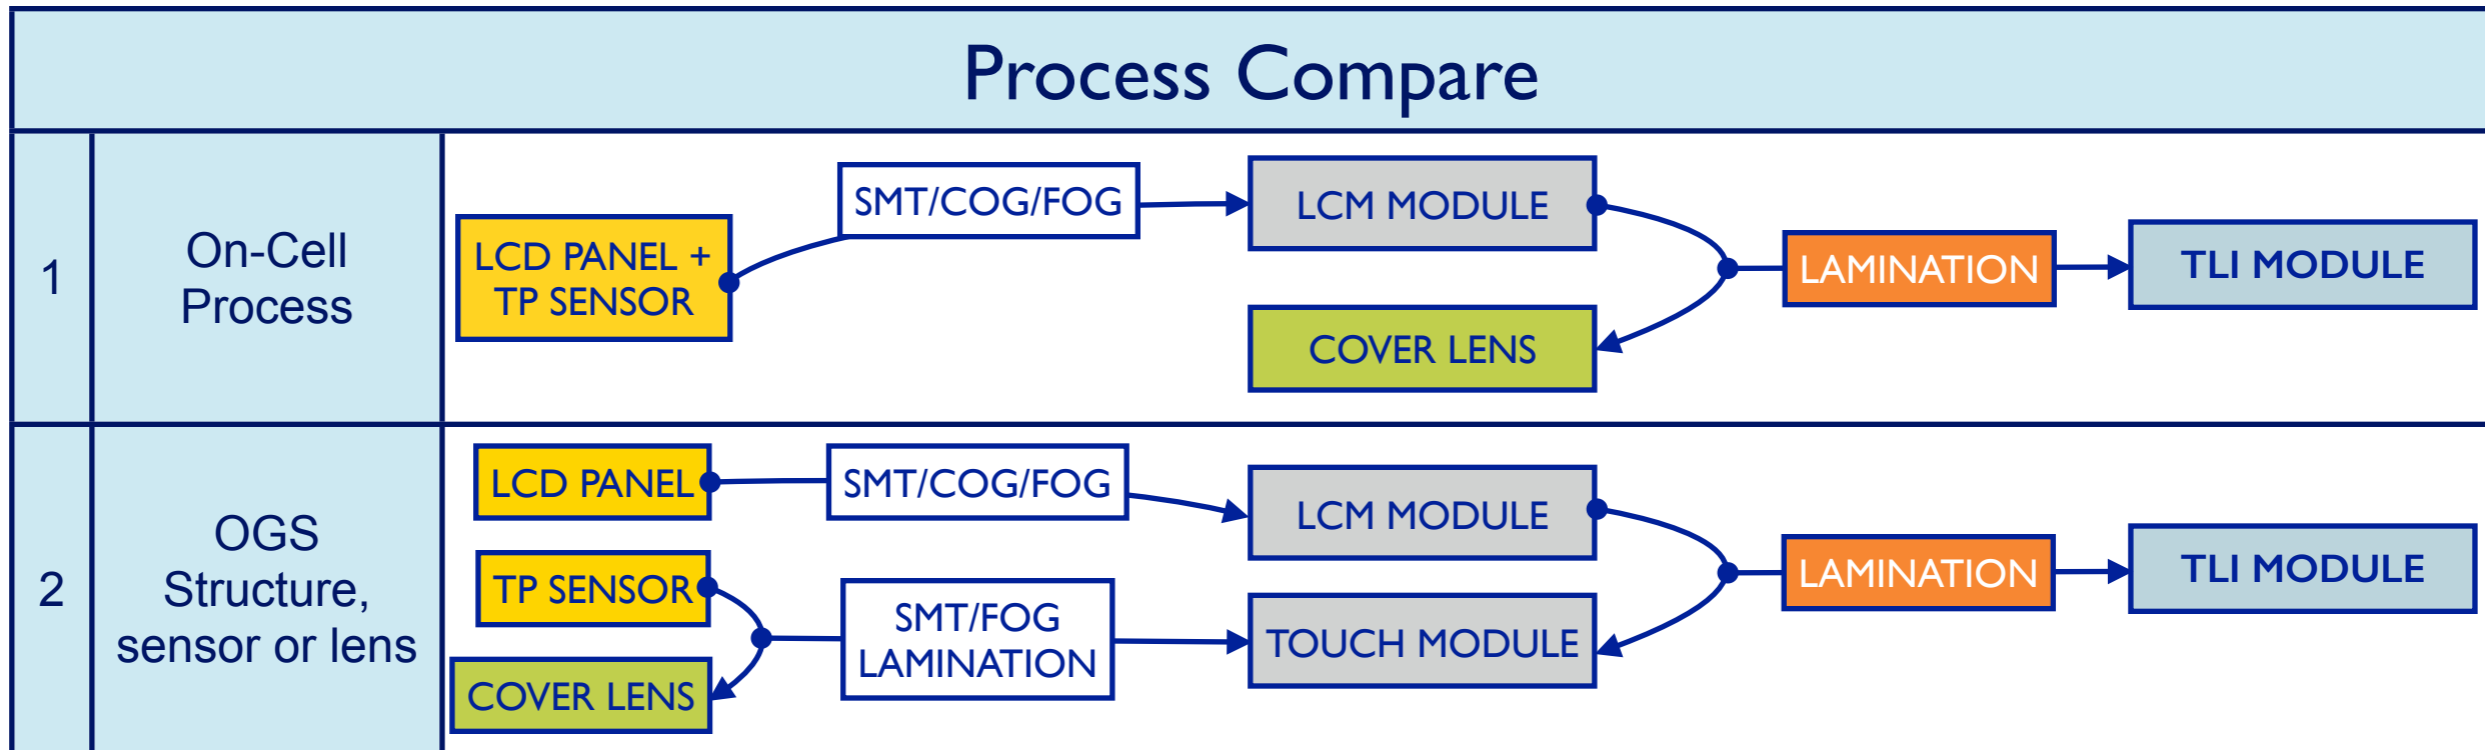 Process Compare
1
On-Cell
Process
LCD PANEL +
TP SENSOR
SMT/COG/FOG
LCM MODULE
COVER LENS
LAMINATION
TLI MODULE
2
OGS
Structure,
sensor or lens
LCD PANEL
TP SENSOR
COVER LENS
SMT/COG/FOG
SMT/FOG
LAMINATION
LCM MODULE
TOUCH MODULE
LAMINATION
TLI MODULE